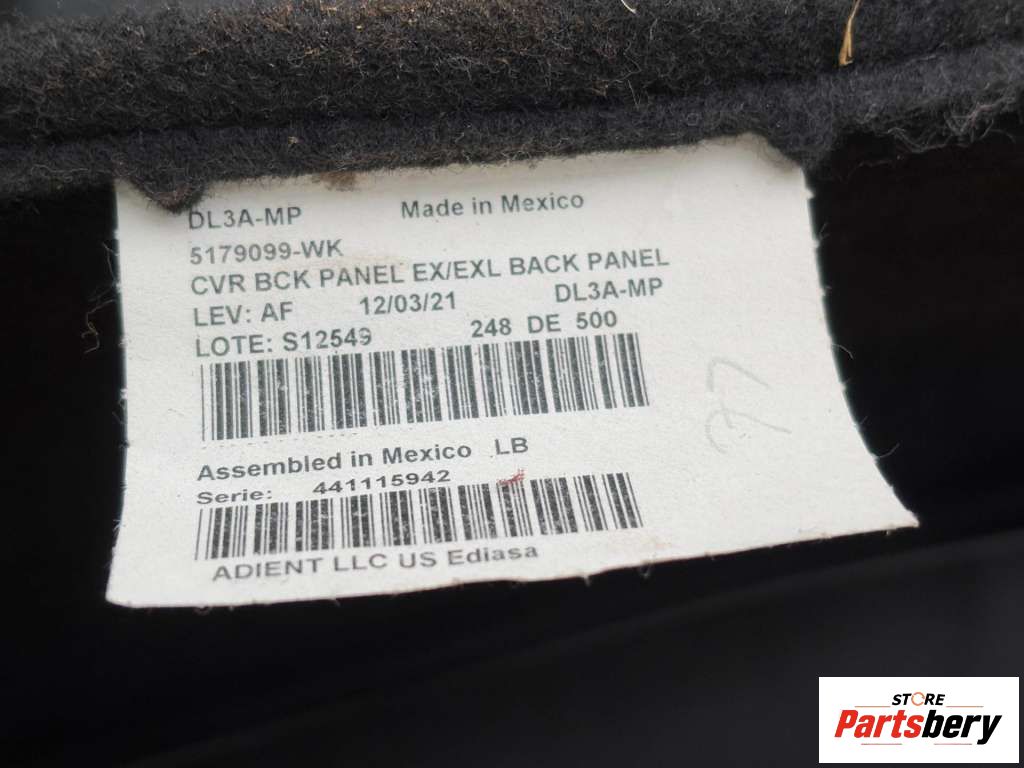 DL3A-MP Made in Mexico
5179099-WK
CVR BCK PANEL EX/EXL BACK PANEL
LEV: AF 12/03/21 DL3A-MP
LOTE: S12549 248 DE 500
Assembled in Mexico LB
Serie: 441115942
ADIENT LLC US Ediasa
STORE
Partsbery